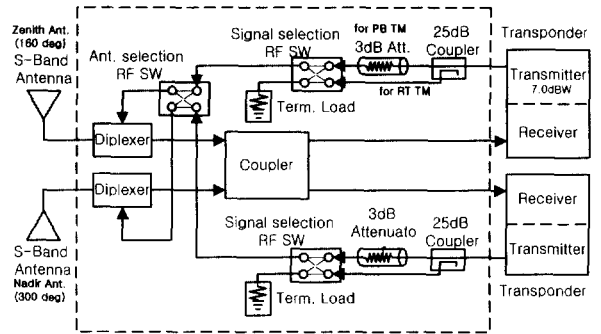 Zenith Ant.
(160 deg)
S-Band
Antenna
Ant. selection
RF SW
Signal selection
RF SW
for PB TM
3dB Att.
for RT TM
25dB
Coupler
Transponder
Transmitter
7.0dBW
Receiver
Term. Load
Diplexer
Coupler
Diplexer
Receiver
Transmitter
Transponder
Signal selection
RF SW
3dB
Attenuato
25dB
Coupler
Term. Load
S-Band
Antenna
Nadir Ant.
(300 deg)